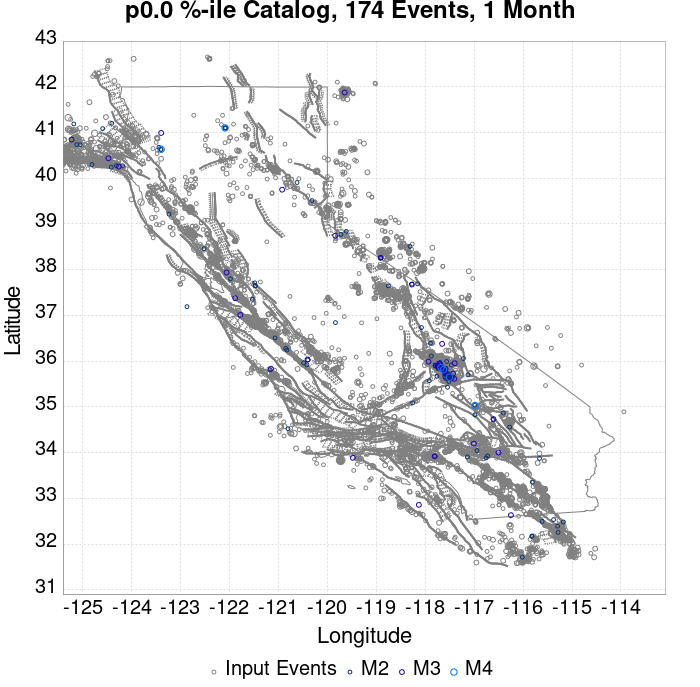 p0.0 %-ile Catalog, 174 Events, 1 Month
43
42
41
40
39
38
37
36
35
34
33
32
31
Latitude
-125 -124 -123 -122 -121 -120 -119 -118 -117 -116 -115 -114
Longitude
Input Events M2 M3 M4